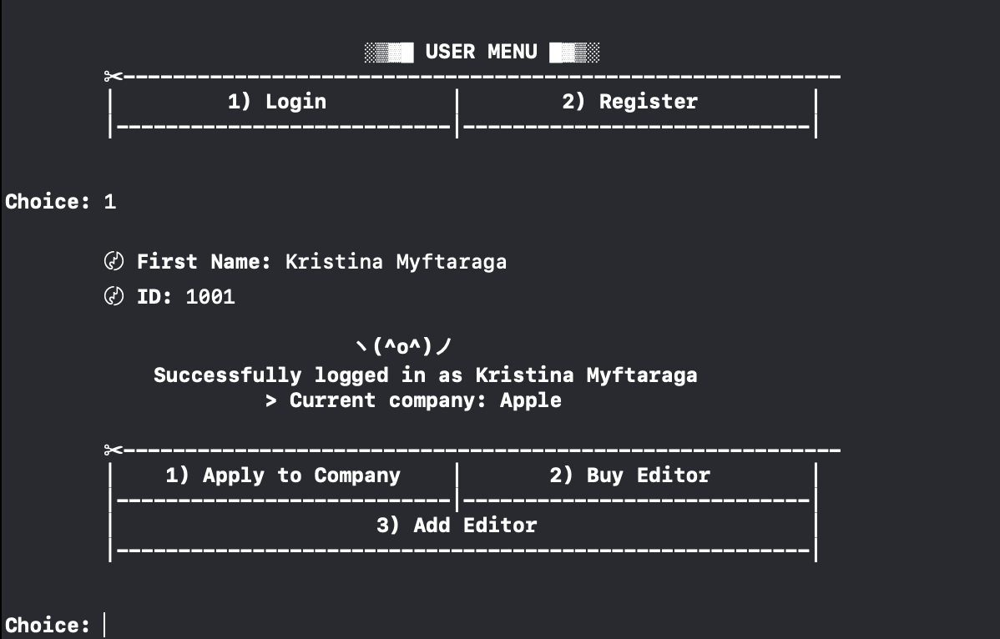 ░▒▓█ USER MENU █▓▒░
✂----------------------------------------------------------
| 1) Login | 2) Register |
|---------------------------|----------------------------|
Choice: 1
First Name: Kristina Myftaraga
ID: 1001
ヽ(^o^)ノ
Successfully logged in as Kristina Myftaraga
> Current company: Apple
✂----------------------------------------------------------
| 1) Apply to Company | 2) Buy Editor |
|---------------------------|----------------------------|
| 3) Add Editor |
|--------------------------------------------------------|
Choice: